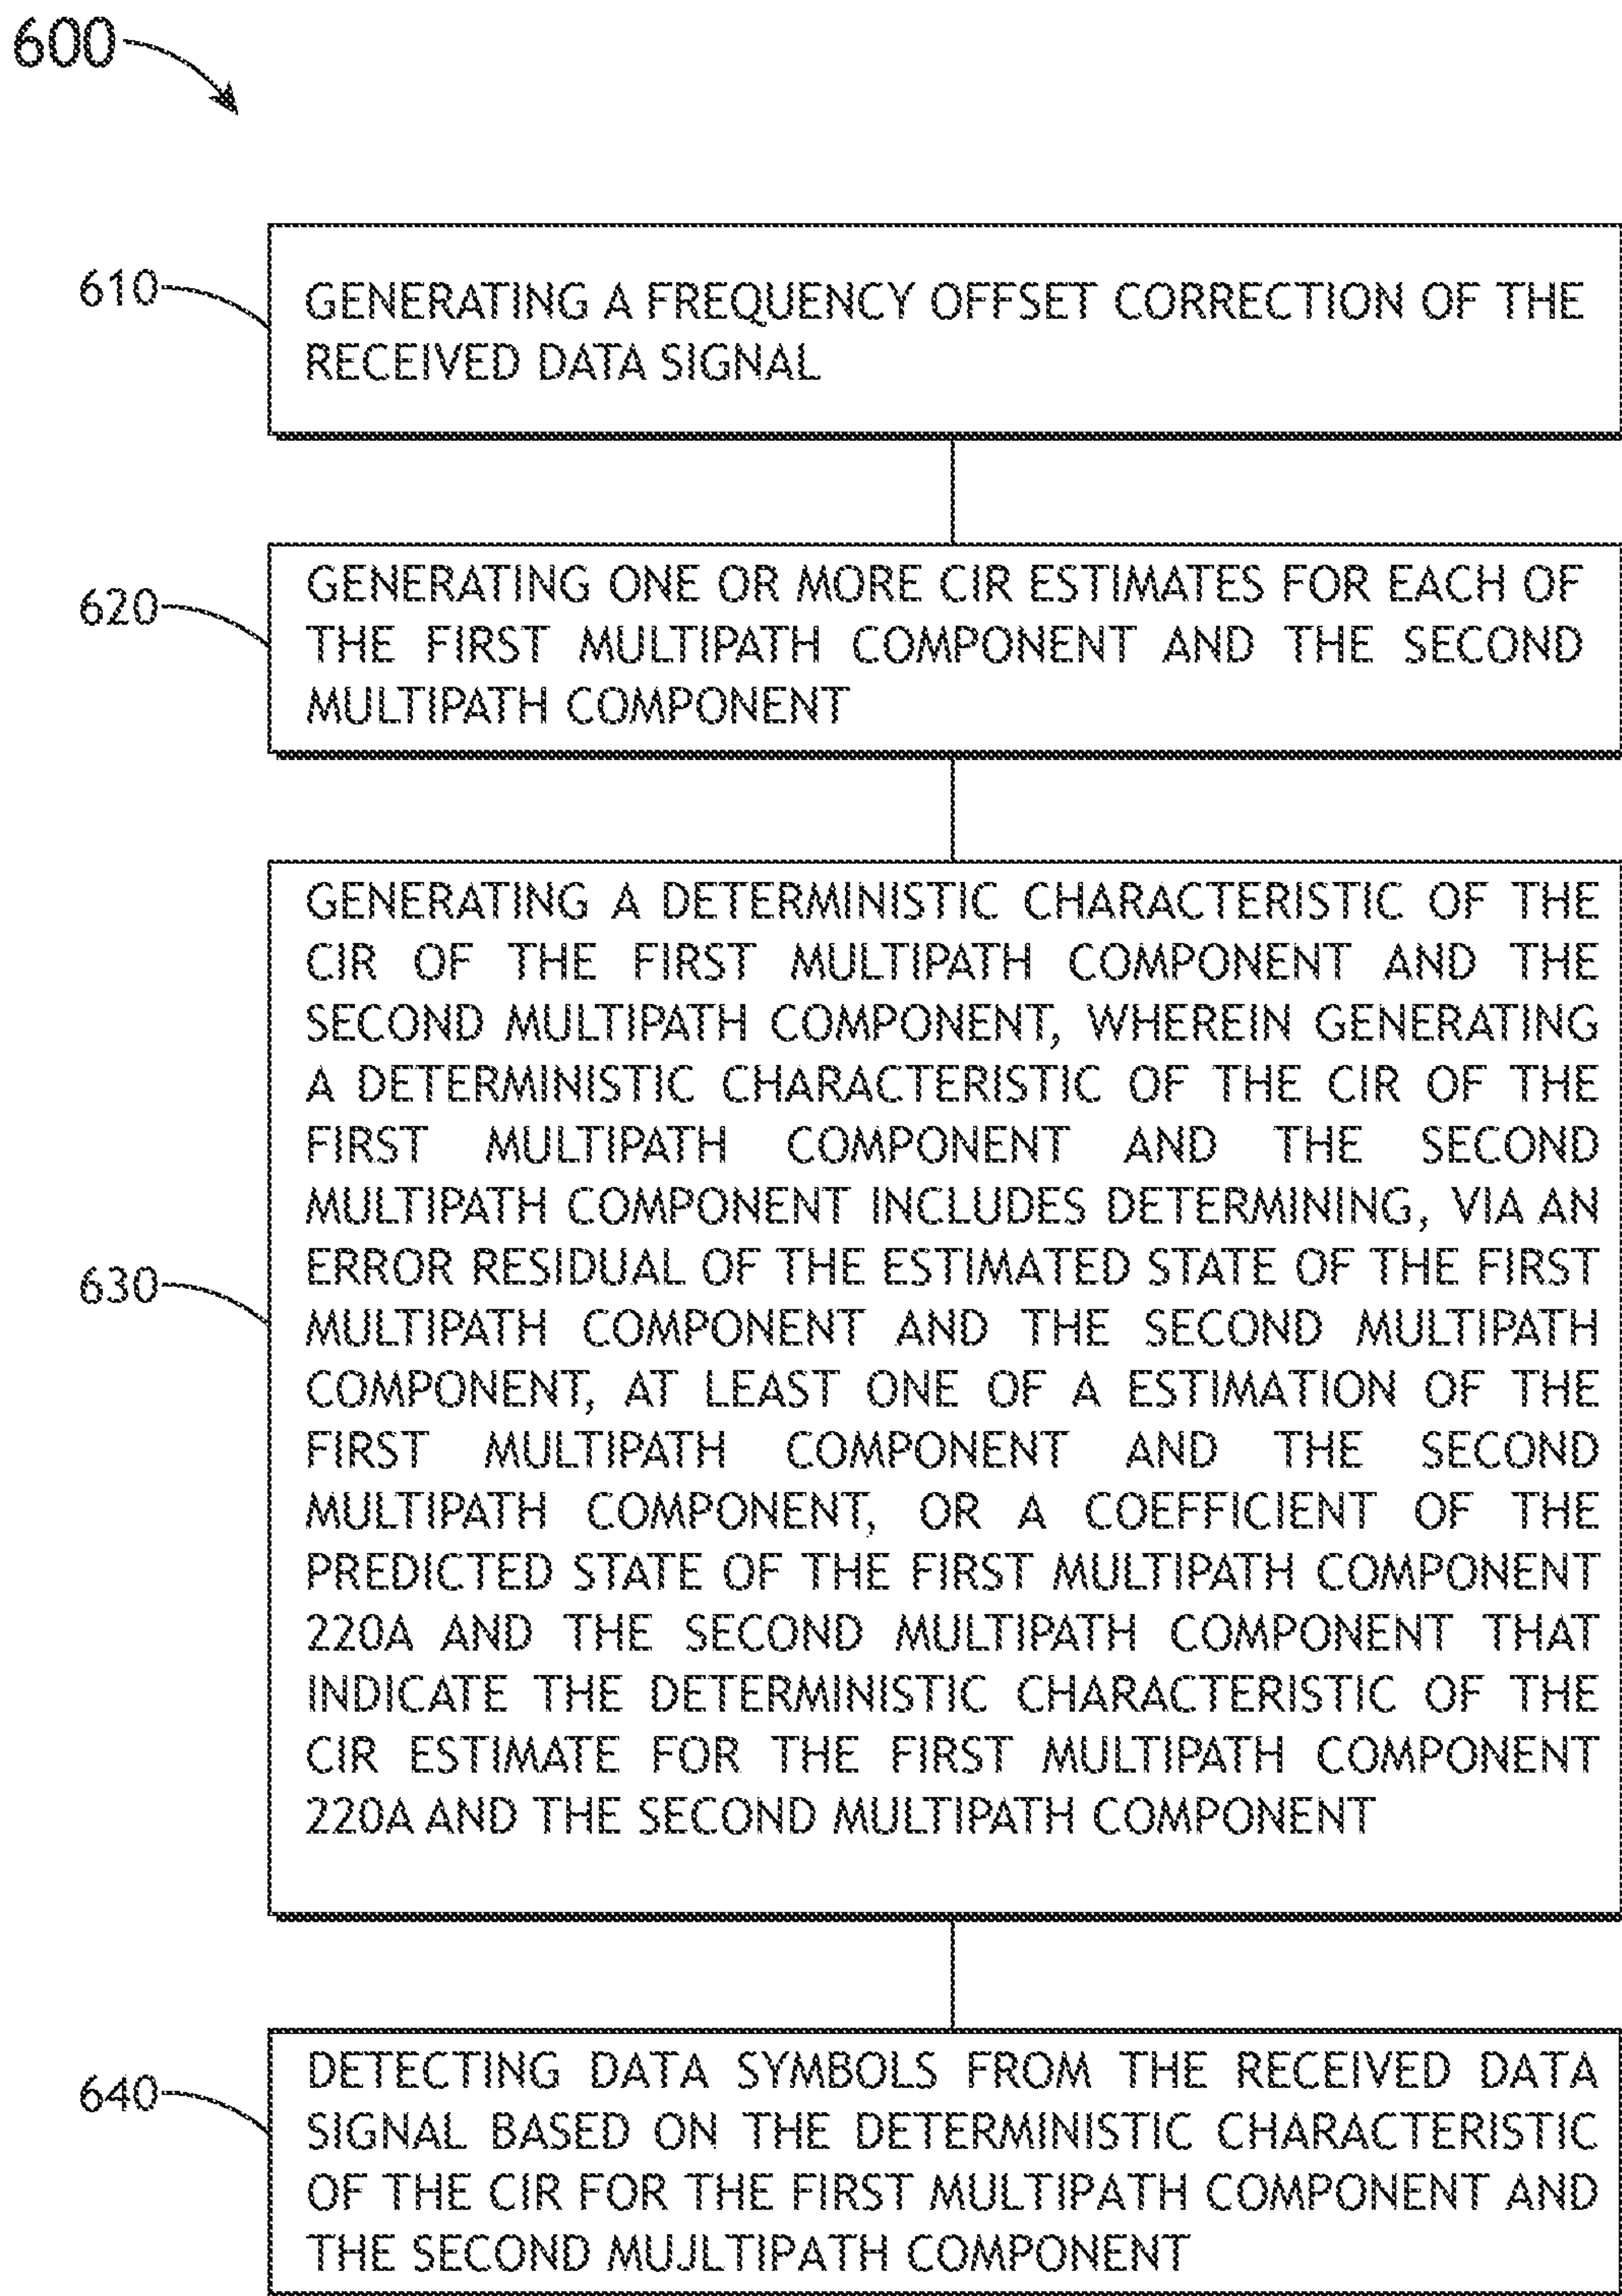 600
610
GENERATING A FREQUENCY OFFSET CORRECTION OF THE
RECEIVED DATA SIGNAL
620
GENERATING ONE OR MORE CIR ESTIMATES FOR EACH OF
THE FIRST MULTIPATH COMPONENT AND THE SECOND
MULTIPATH COMPONENT
630
GENERATING A DETERMINISTIC CHARACTERISTIC OF THE
CIR OF THE FIRST MULTIPATH COMPONENT AND THE
SECOND MULTIPATH COMPONENT, WHEREIN GENERATING
A DETERMINISTIC CHARACTERISTIC OF THE CIR OF THE
FIRST MULTIPATH COMPONENT AND THE SECOND
MULTIPATH COMPONENT INCLUDES DETERMINING, VIA AN
ERROR RESIDUAL OF THE ESTIMATED STATE OF THE FIRST
MULTIPATH COMPONENT AND THE SECOND MULTIPATH
COMPONENT, AT LEAST ONE OF A ESTIMATION OF THE
FIRST MULTIPATH COMPONENT AND THE SECOND
MULTIPATH COMPONENT, OR A COEFFICIENT OF THE
PREDICTED STATE OF THE FIRST MULTIPATH COMPONENT
220A AND THE SECOND MULTIPATH COMPONENT THAT
INDICATE THE DETERMINISTIC CHARACTERISTIC OF THE
CIR ESTIMATE FOR THE FIRST MULTIPATH COMPONENT
220A AND THE SECOND MULTIPATH COMPONENT
640
DETECTING DATA SYMBOLS FROM THE RECEIVED DATA
SIGNAL BASED ON THE DETERMINISTIC CHARACTERISTIC
OF THE CIR FOR THE FIRST MULTIPATH COMPONENT AND
THE SECOND MUJLTIPATH COMPONENT